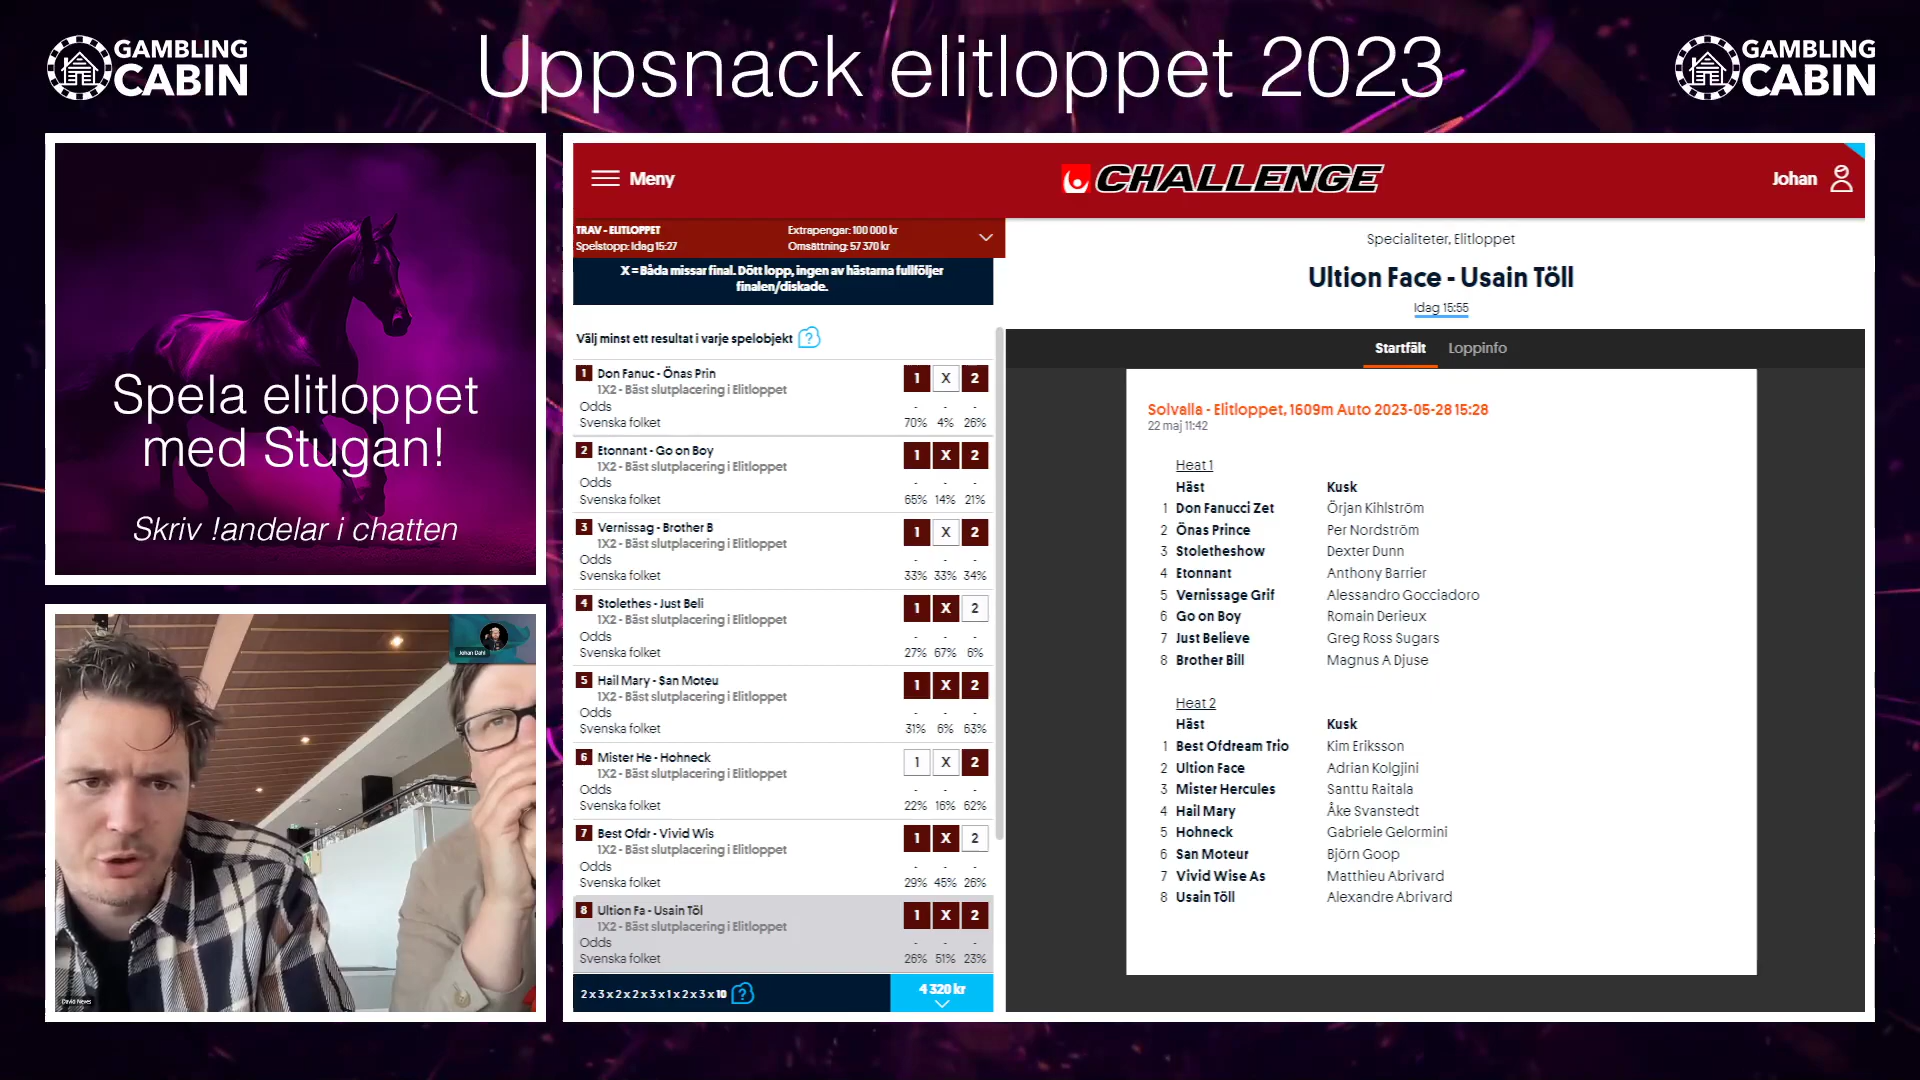 GAMBLING
CABIN
Uppsnack elitloppet 2023
GAMBLING
CABIN
Spela elitloppet
med Stugan!
Skriv !andelar i chatten
Johan Dahl
David Neves
Meny
CHALLENGE
Johan
TRAV - ELITLOPPET
Spelstopp: Idag 15:27
Extrapengar: 100 000 kr
Omsättning: 57 370 kr
X = Båda missar final. Dött lopp, ingen av hästarna fullföljer
finalen/diskade.
Välj minst ett resultat i varje spelobjekt ?
1 Don Fanuc - Önas Prin 1 X 2
1X2 - Bäst slutplacering i Elitloppet
Odds - - -
Svenska folket 70% 4% 26%
2 Etonnant - Go on Boy 1 X 2
1X2 - Bäst slutplacering i Elitloppet
Odds - - -
Svenska folket 65% 14% 21%
3 Vernissag - Brother B 1 X 2
1X2 - Bäst slutplacering i Elitloppet
Odds - - -
Svenska folket 33% 33% 34%
4 Stolethes - Just Beli 1 X 2
1X2 - Bäst slutplacering i Elitloppet
Odds - - -
Svenska folket 27% 67% 6%
5 Hail Mary - San Moteu 1 X 2
1X2 - Bäst slutplacering i Elitloppet
Odds - - -
Svenska folket 31% 6% 63%
6 Mister He - Hohneck 1 X 2
1X2 - Bäst slutplacering i Elitloppet
Odds - - -
Svenska folket 22% 16% 62%
7 Best Ofdr - Vivid Wis 1 X 2
1X2 - Bäst slutplacering i Elitloppet
Odds - - -
Svenska folket 29% 45% 26%
8 Ultion Fa - Usain Töl 1 X 2
1X2 - Bäst slutplacering i Elitloppet
Odds - - -
Svenska folket 26% 51% 23%
2 x 3 x 2 x 2 x 3 x 1 x 2 x 3 x 10 ?
4 320 kr
Specialiteter, Elitloppet
Ultion Face - Usain Töll
Idag 15:55
Startfält Loppinfo
Solvalla - Elitloppet, 1609m Auto 2023-05-28 15:28
22 maj 11:42
Heat 1
Häst Kusk
1 Don Fanucci Zet Örjan Kihlström
2 Önas Prince Per Nordström
3 Stoletheshow Dexter Dunn
4 Etonnant Anthony Barrier
5 Vernissage Grif Alessandro Gocciadoro
6 Go on Boy Romain Derieux
7 Just Believe Greg Ross Sugars
8 Brother Bill Magnus A Djuse
Heat 2
Häst Kusk
1 Best Ofdream Trio Kim Eriksson
2 Ultion Face Adrian Kolgjini
3 Mister Hercules Santtu Raitala
4 Hail Mary Åke Svanstedt
5 Hohneck Gabriele Gelormini
6 San Moteur Björn Goop
7 Vivid Wise As Matthieu Abrivard
8 Usain Töll Alexandre Abrivard